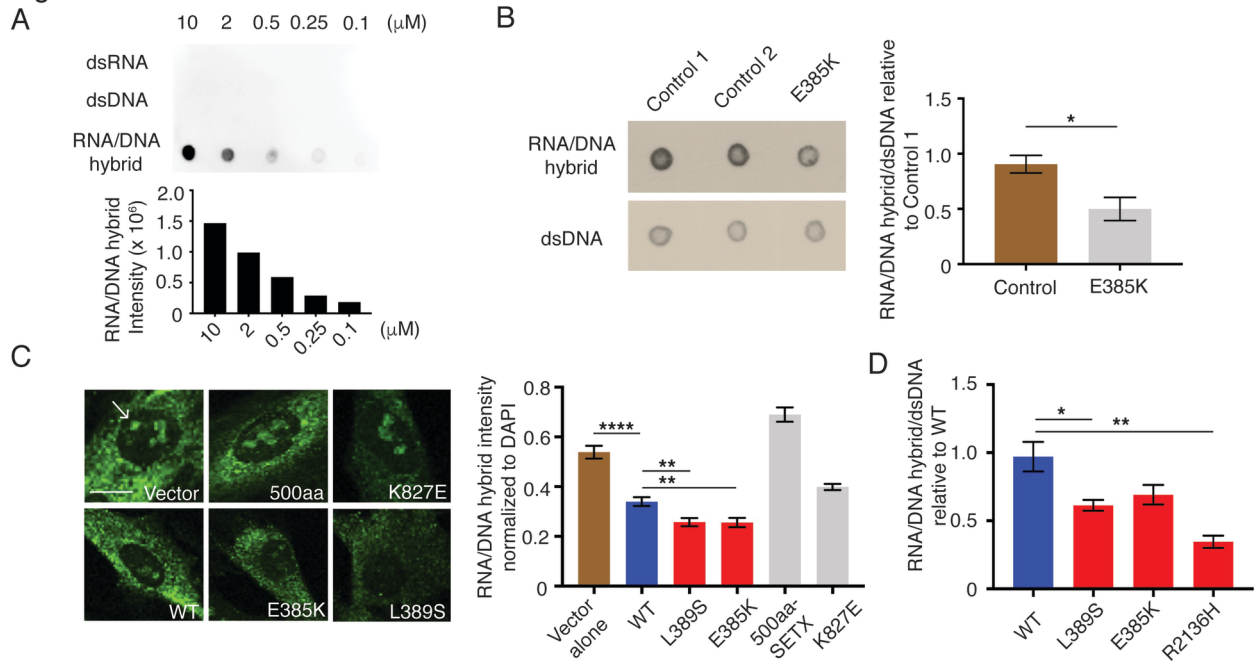 A
10 2 0.5 0.25 0.1 (μM)
dsRNA
dsDNA
RNA/DNA
hybrid
RNA/DNA hybrid
Intensity (x 10⁶)
2.0
1.5
1.0
0.5
0
10 2 0.5 0.25 0.1 (μM)
B
Control 1 Control 2 E385K
RNA/DNA
hybrid
dsDNA
RNA/DNA hybrid/dsDNA relative
to Control 1
1.5
1.0
0.5
0
*
Control E385K
C
Vector 500aa K827E
WT E385K L389S
RNA/DNA hybrid intensity
normalized to DAPI
0.8
0.6
0.4
0.2
0
****
**
**
Vector
alone
WT
L389S
E385K
500aa-
SETX
K827E
D
RNA/DNA hybrid/dsDNA
relative to WT
1.5
1.0
0.5
0
*
**
WT L389S E385K R2136H